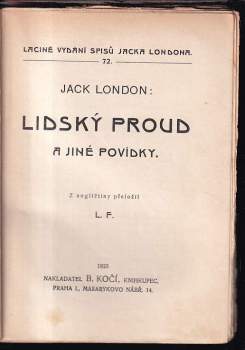 LACINÉ VYDÁNÍ SPISŮ JACKA LONDONA.
72.
JACK LONDON:
LIDSKÝ PROUD
A JINÉ POVÍDKY.
Z angličtiny přeložil
L. F.
NAKLADATEL B. KOČÍ, KNIHKUPEC,
PRAHA I., MASARYKOVO NÁBŘ. 14.